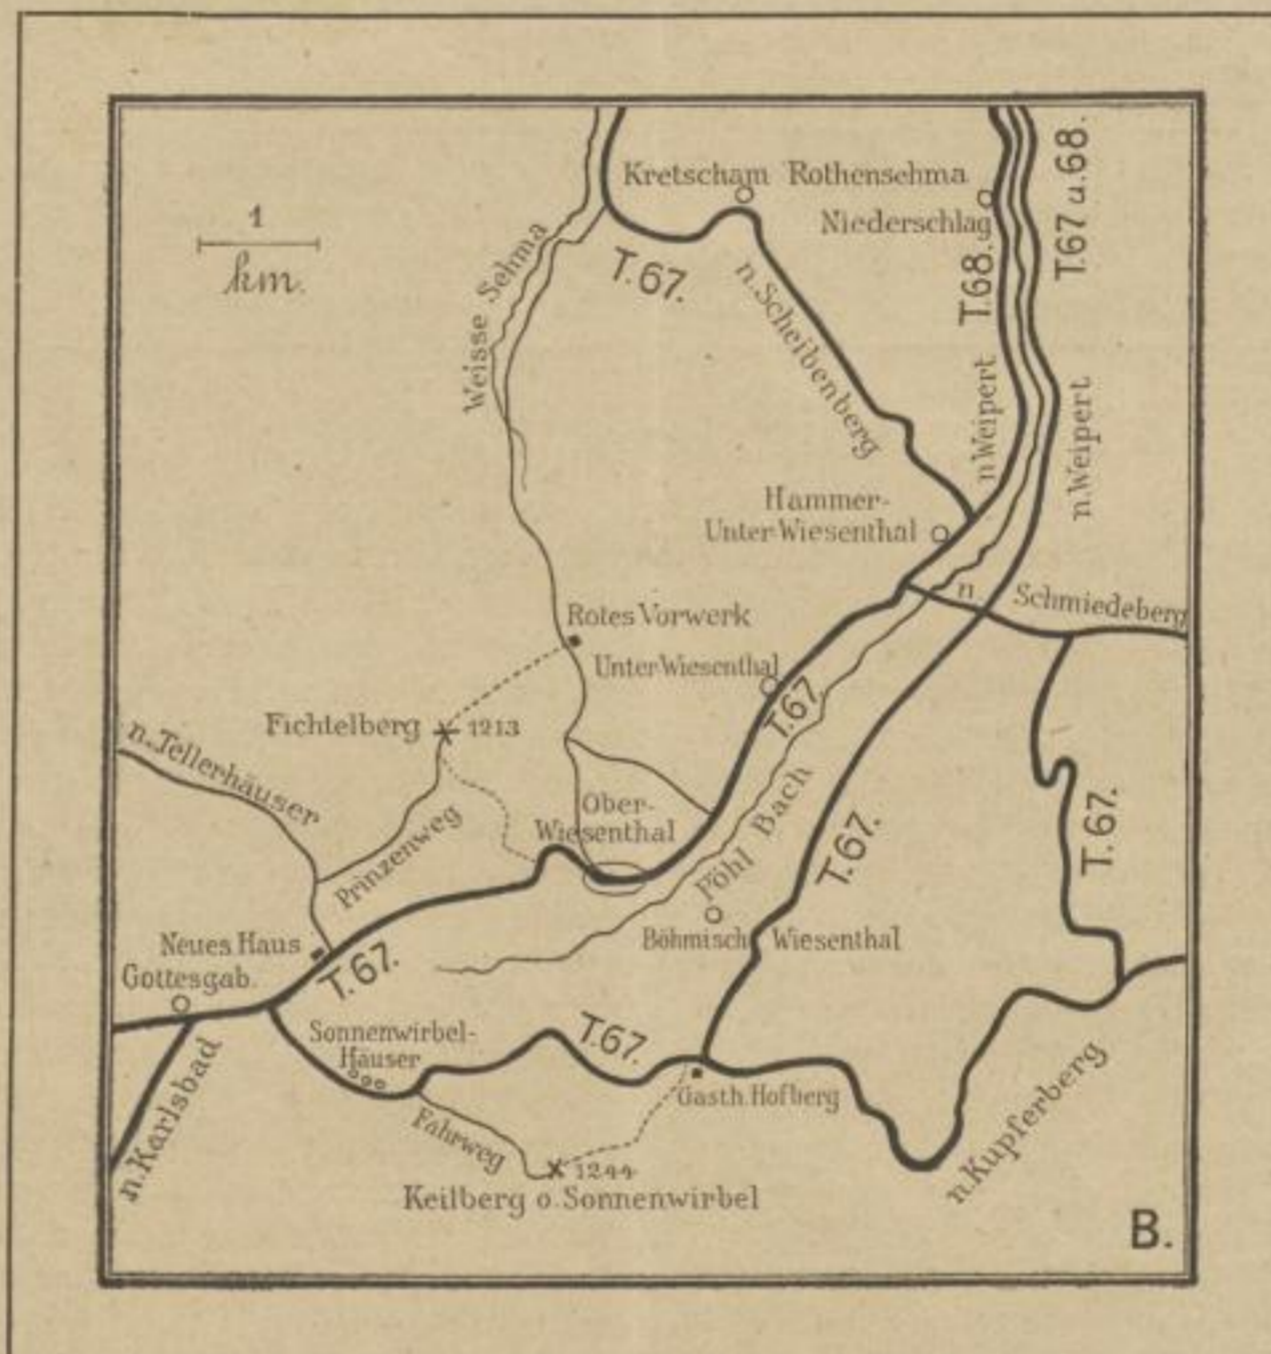 Kretscham Rothensehma
1
km.
Niederschlag
T.67 u. 68.
T.68.
T.67.
Weisse Sehma
n. Scheibenberg
n Weipert
n. Weipert
Hammer-
Unter-Wiesenthal
n. Schmiedeberg
Rotes Vorwerk
Unter-Wiesenthal
T.67.
Fichtelberg 1213
n. Tellerhäuser
Prinzenweg
Ober-
Wiesenthal
Pöhl Bach
T.67.
T.67.
Böhmisch Wiesenthal
Neues Haus
Gottesgab.
T.67.
Sonnenwirbel-
Häuser
T.67.
Gasth. Hofberg
n. Karlsbad
Fahrweg
n. Kupferberg
1244
Keilberg o. Sonnenwirbel
B.